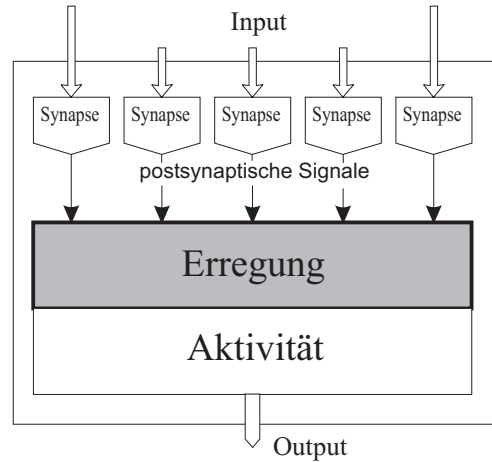 Input
Synapse Synapse Synapse Synapse Synapse
postsynaptische Signale
Erregung
Aktivität
Output